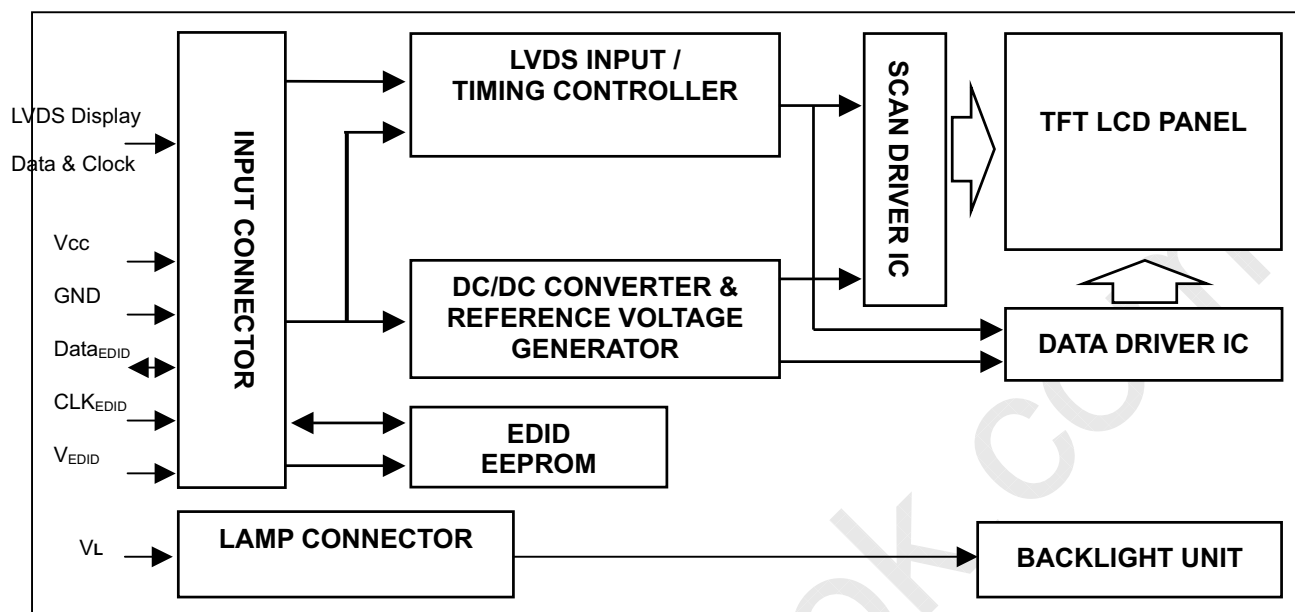 LVDS Display
Data & Clock
Vcc
GND
DataEDID
CLKEDID
VEDID
VL
INPUT CONNECTOR
LVDS INPUT /
TIMING CONTROLLER
DC/DC CONVERTER &
REFERENCE VOLTAGE
GENERATOR
EDID
EEPROM
LAMP CONNECTOR
SCAN DRIVER IC
TFT LCD PANEL
DATA DRIVER IC
BACKLIGHT UNIT